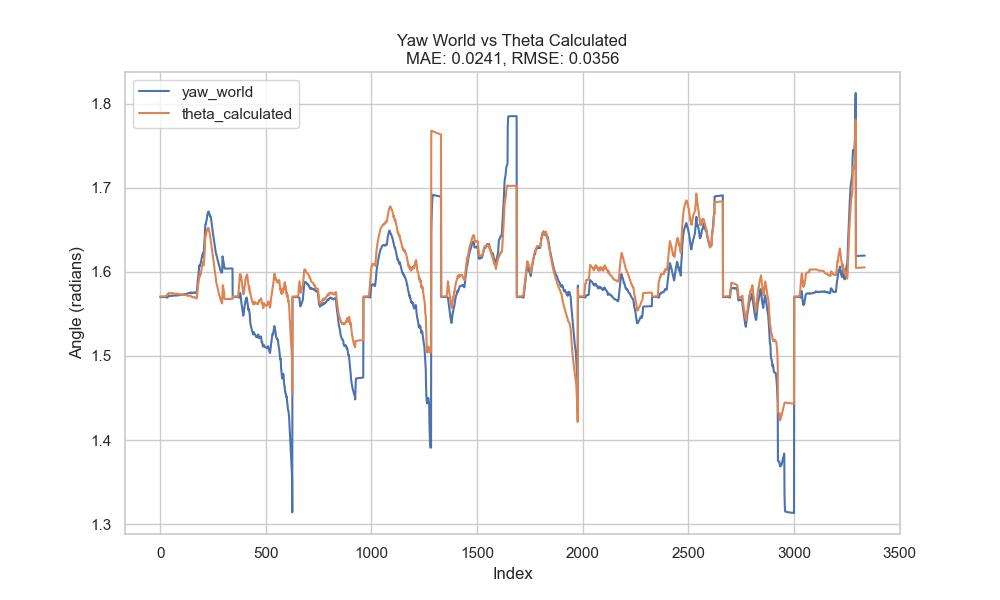 Yaw World vs Theta Calculated
MAE: 0.0241, RMSE: 0.0356
yaw_world
theta_calculated
Angle (radians)
1.8
1.7
1.6
1.5
1.4
1.3
0 500 1000 1500 2000 2500 3000 3500
Index